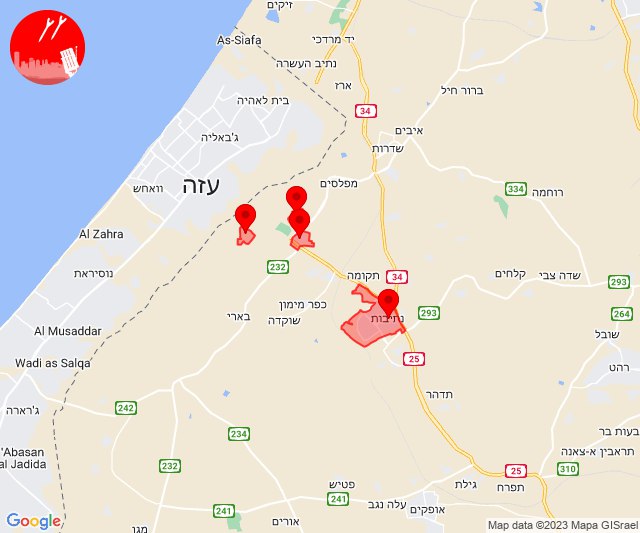 זיקים
As-Siafa
יד מרדכי
נתיב העשרה
ארז
בית לאהיה
34
ברור חיל
ג'באליה
איבים
שדרות
עזה
וואחש
מפלסים
334
רוחמה
Al Zahra
232
נוסיראת
תקומה
34
קלחים
שדה צבי
293
כפר מימון
בארי
שוקדה
נתיבות
293
264
Al Musaddar
שובל
Wadi as Salqa
25
רהט
תדהר
ג'רארה
242
234
בעות בר
תראבין א-צאנה
'Abasan
al Jadida
232
25
310
פטיש
גילת
תפרח
241
241
עלה נגב
אופקים
אורים
מגן
Google
Map data ©2023 Mapa GISrael